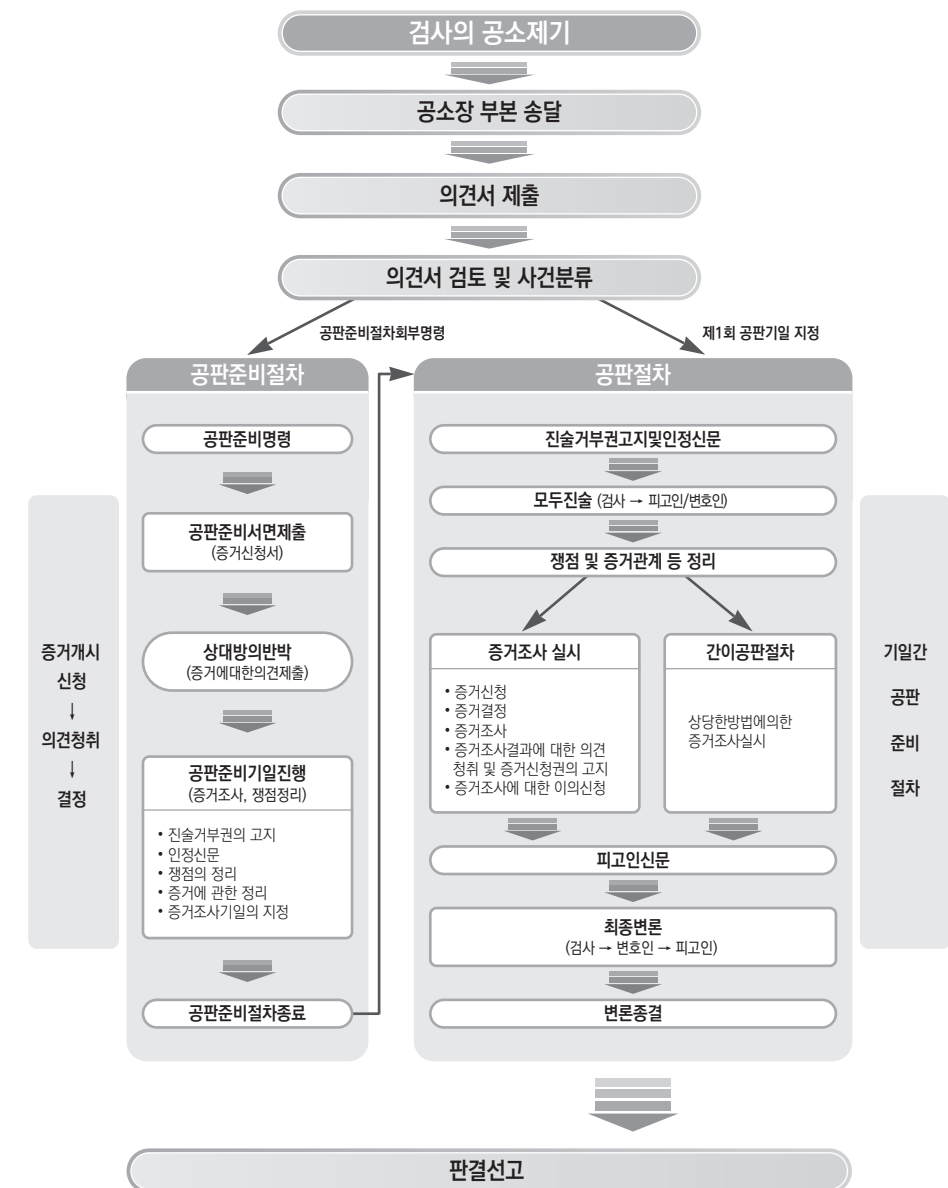 검사의 공소제기
공소장 부본 송달
의견서 제출
의견서 검토 및 사건분류
공판준비절차회부명령
제1회 공판기일 지정
증거개시
신청
↓
의견청취
↓
결정
공판준비절차
공판준비명령
공판준비서면제출
(증거신청서)
상대방의반박
(증거에대한의견제출)
공판준비기일진행
(증거조사, 쟁점정리)
• 진술거부권의 고지
• 인정신문
• 쟁점의 정리
• 증거에 관한 정리
• 증거조사기일의 지정
공판준비절차종료
공판절차
진술거부권고지및인정신문
모두진술 (검사 → 피고인/변호인)
쟁점 및 증거관계 등 정리
증거조사 실시
• 증거신청
• 증거결정
• 증거조사
• 증거조사결과에 대한 의견
청취 및 증거신청권의 고지
• 증거조사에 대한 이의신청
간이공판절차
상당한방법에의한
증거조사실시
피고인신문
최종변론
(검사 → 변호인 → 피고인)
변론종결
기일간
공판
준비
절차
판결선고